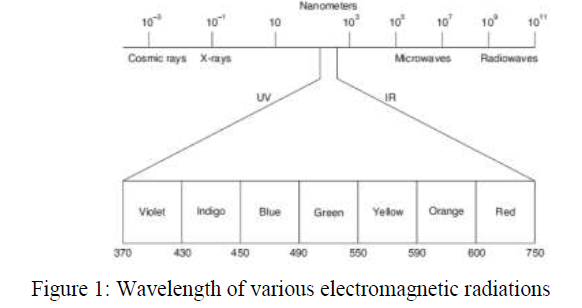 Nanometers
10⁻³ 10⁻¹ 10 10³ 10⁵ 10⁷ 10⁹ 10¹¹
Cosmic rays X-rays Microwaves Radiowaves
UV IR
Violet Indigo Blue Green Yellow Orange Red
370 430 450 490 550 590 600 750
Figure 1: Wavelength of various electromagnetic radiations